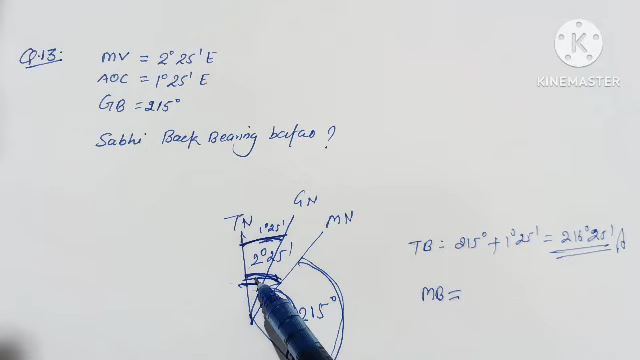 Q.13:
MV = 2° 25' E
AOC = 1° 25' E
GB = 215°
Sabhi Back Bearing batao ?
K
KINEMASTER
TN
1° 25'
GN
MN
2° 25'
215°
TB = 215° + 1° 25' = 216° 25' A
MB =